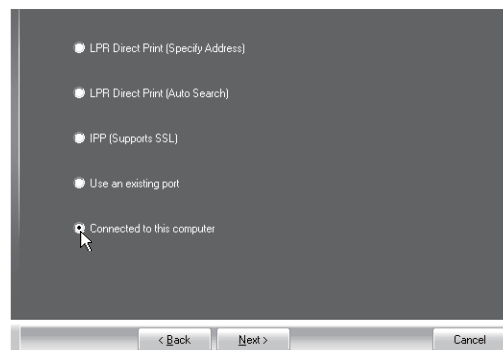 LPR Direct Print (Specify Address)
LPR Direct Print (Auto Search)
IPP (Supports SSL)
Use an existing port
Connected to this computer
< Back
Next >
Cancel